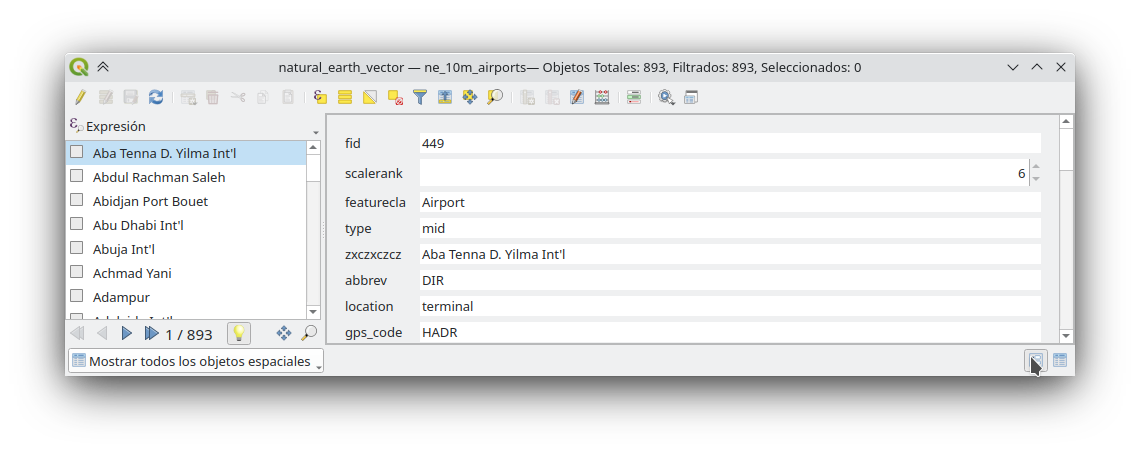 natural_earth_vector — ne_10m_airports— Objetos Totales: 893, Filtrados: 893, Seleccionados: 0
Expresión
Aba Tenna D. Yilma Int'l
Abdul Rachman Saleh
Abidjan Port Bouet
Abu Dhabi Int'l
Abuja Int'l
Achmad Yani
Adampur
1 / 893
Mostrar todos los objetos espaciales
fid 449
scalerank 6
featurecla Airport
type mid
zxczxczcz Aba Tenna D. Yilma Int'l
abbrev DIR
location terminal
gps_code HADR